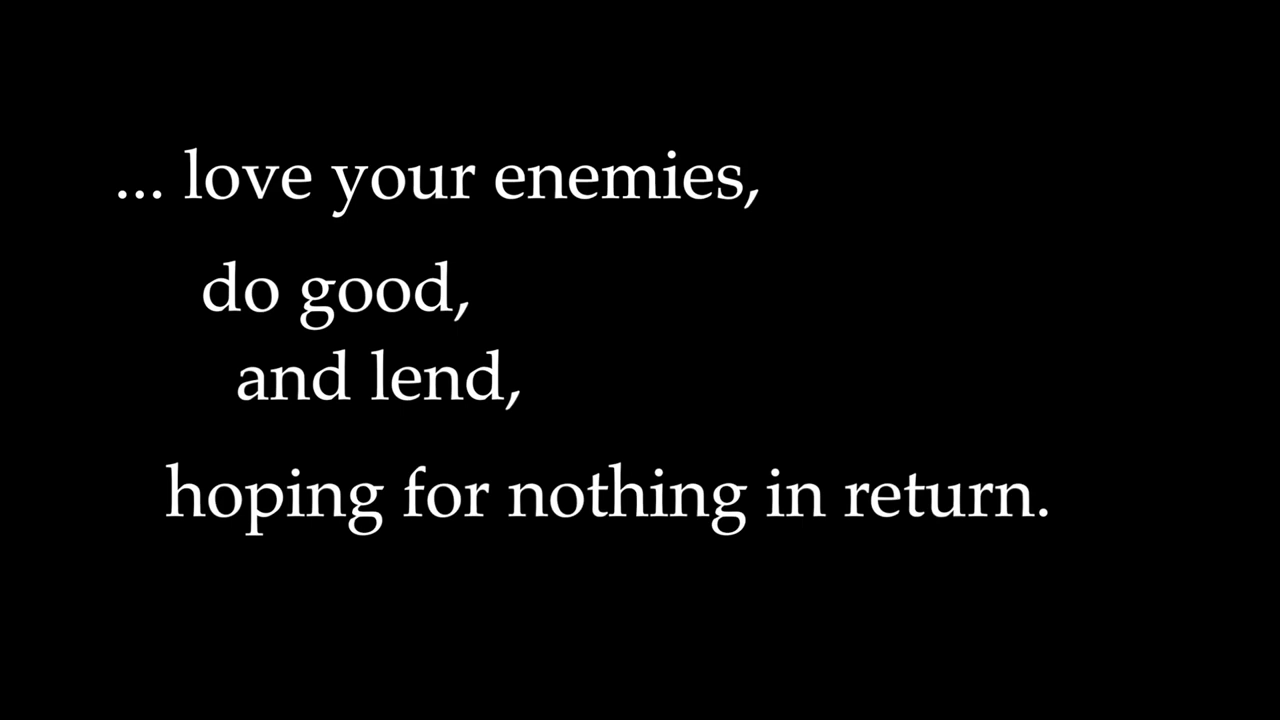 ... love your enemies,
do good,
and lend,
hoping for nothing in return.